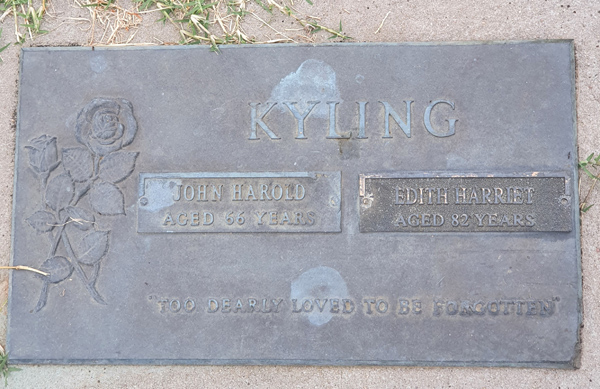 KYLING
JOHN HAROLD
AGED 66 YEARS
EDITH HARRIET
AGED 82 YEARS
"TOO DEARLY LOVED TO BE FORGOTTEN"